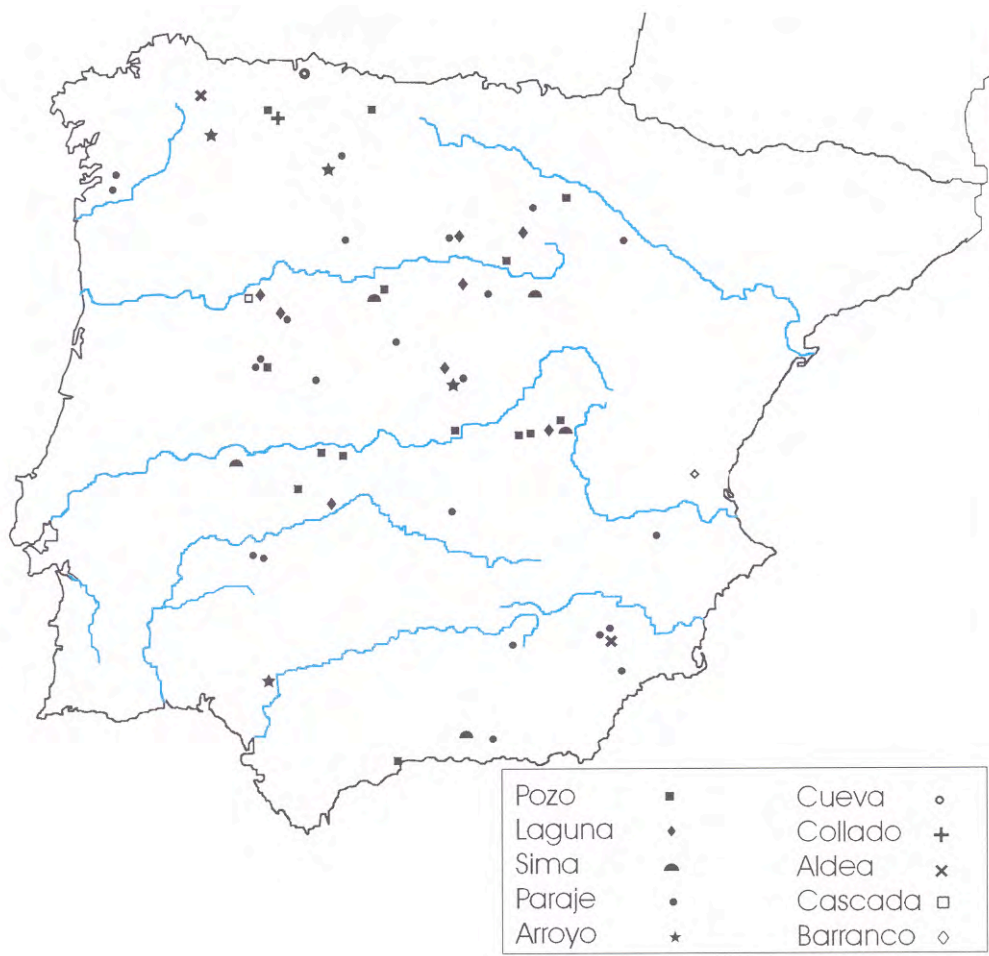 Pozo
Laguna
Sima
Paraje
Arroyo
Cueva
Collado
Aldea
Cascada
Barranco